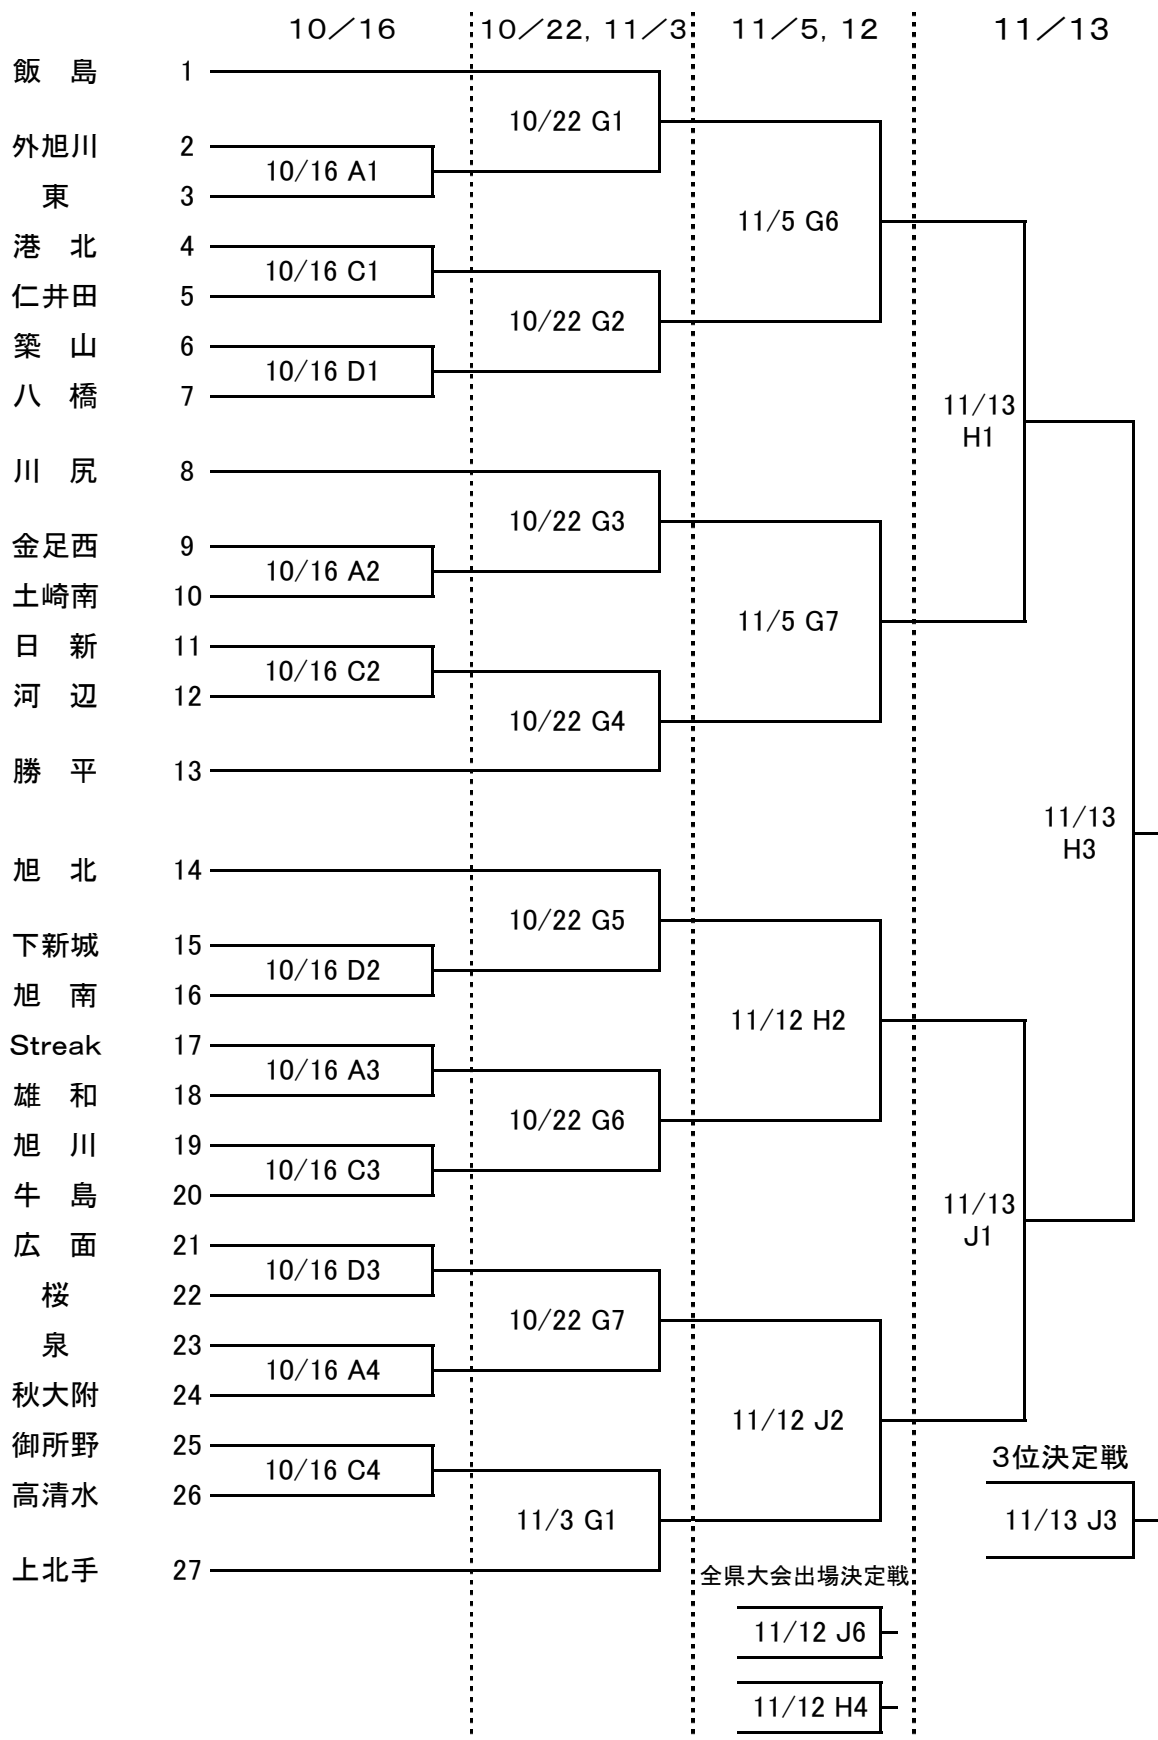 10／16 10／22, 11／3 11／5, 12 11／13
飯　島 1
10/22 G1
外旭川 2
10/16 A1
東 3
11/5 G6
港　北 4
10/16 C1
仁井田 5
10/22 G2
築　山 6
10/16 D1
八　橋 7
11/13
H1
川　尻 8
10/22 G3
金足西 9
10/16 A2
土崎南 10
11/5 G7
日　新 11
10/16 C2
河　辺 12
10/22 G4
勝　平 13
11/13
H3
旭　北 14
10/22 G5
下新城 15
10/16 D2
旭　南 16
11/12 H2
Streak 17
10/16 A3
雄　和 18
10/22 G6
旭　川 19
10/16 C3
牛　島 20
11/13
J1
広　面 21
10/16 D3
桜 22
10/22 G7
泉 23
10/16 A4
秋大附 24
11/12 J2
御所野 25
3位決定戦
10/16 C4
高清水 26
11/3 G1
11/13 J3
上北手 27
全県大会出場決定戦
11/12 J6
11/12 H4